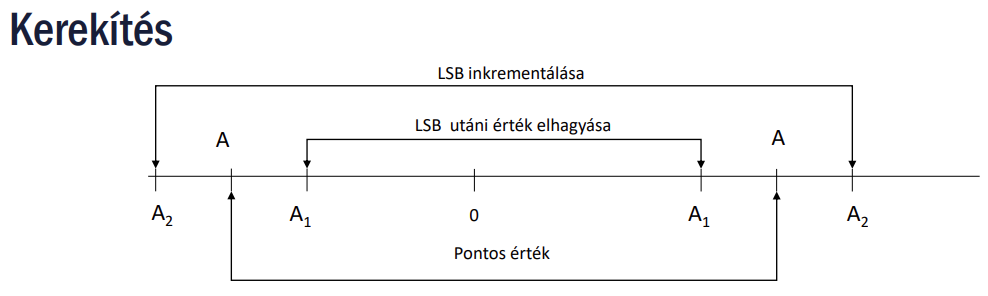 Kerekítés
LSB inkrementálása
LSB utáni érték elhagyása
A
A
A2
A1
0
A1
A2
Pontos érték